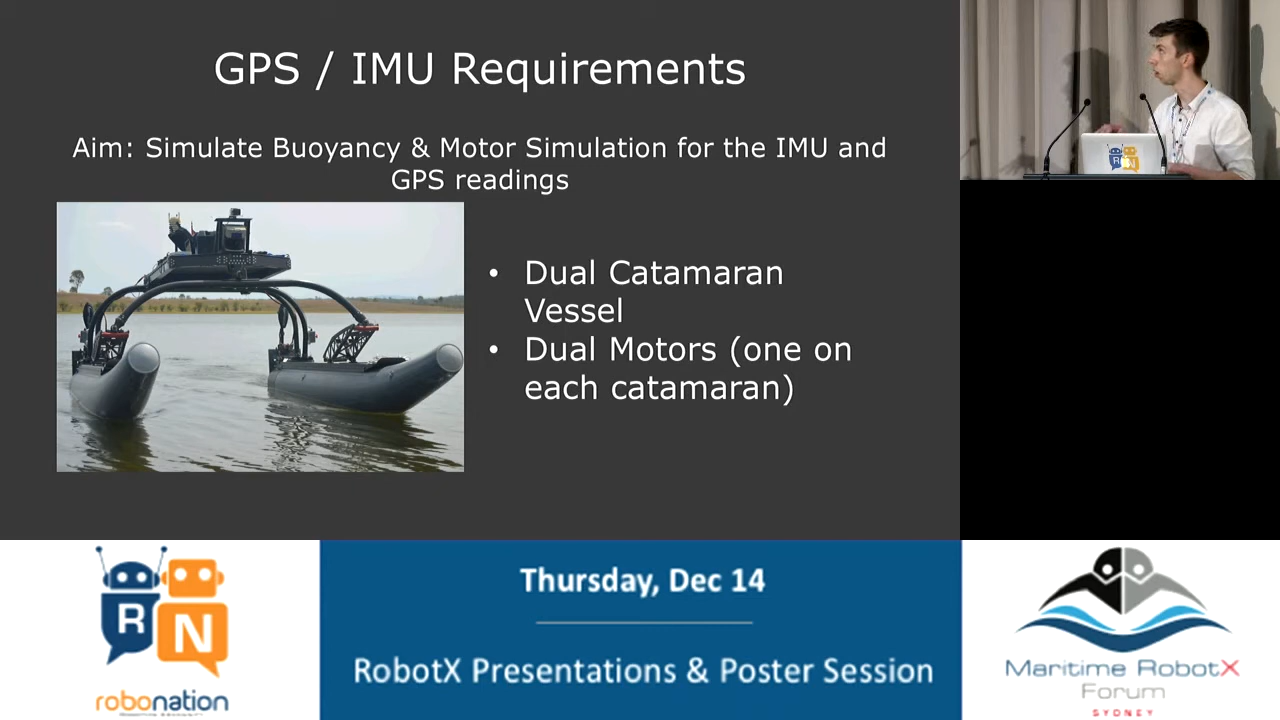 GPS / IMU Requirements
Aim: Simulate Buoyancy & Motor Simulation for the IMU and
GPS readings
• Dual Catamaran
Vessel
• Dual Motors (one on
each catamaran)
R N
R N
robonation
Thursday, Dec 14
RobotX Presentations & Poster Session
Maritime RobotX
Forum
SYDNEY